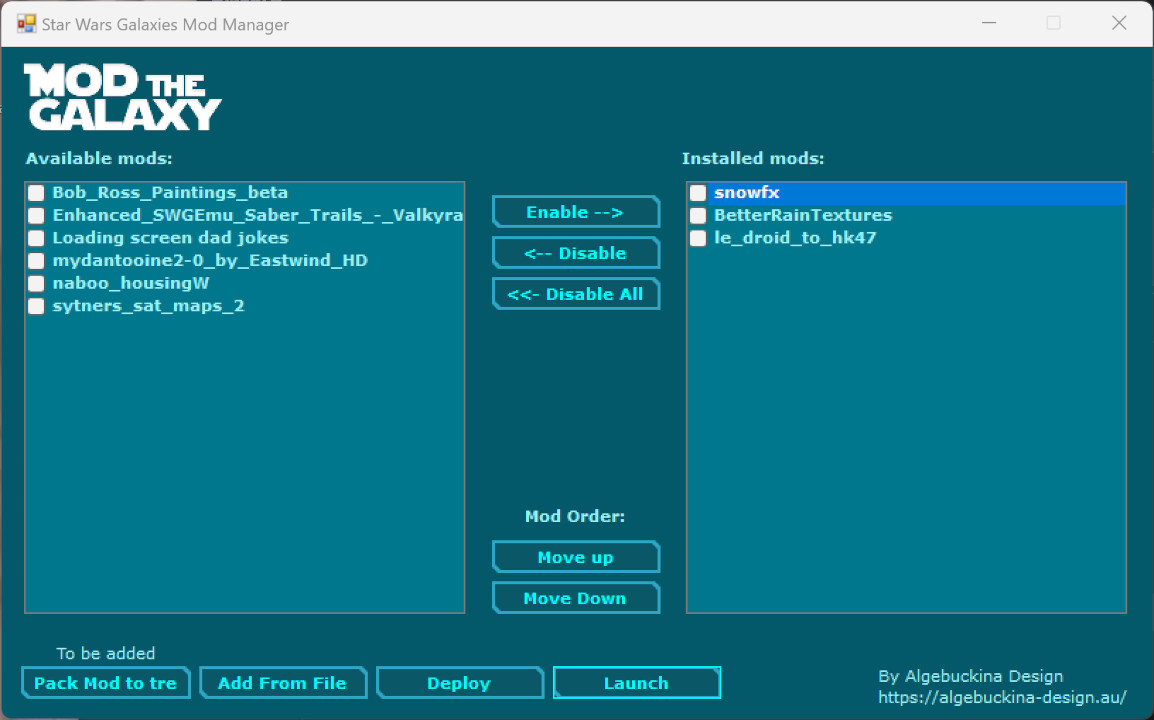 Star Wars Galaxies Mod Manager
MOD THE
GALAXY
Available mods:
Bob_Ross_Paintings_beta
Enhanced_SWGEmu_Saber_Trails_-_Valkyra
Loading screen dad jokes
mydantooine2-0_by_Eastwind_HD
naboo_housingW
sytners_sat_maps_2
Enable -->
<-- Disable
<<- Disable All
Mod Order:
Move up
Move Down
Installed mods:
snowfx
BetterRainTextures
le_droid_to_hk47
To be added
Pack Mod to tre
Add From File
Deploy
Launch
By Algebuckina Design
https://algebuckina-design.au/